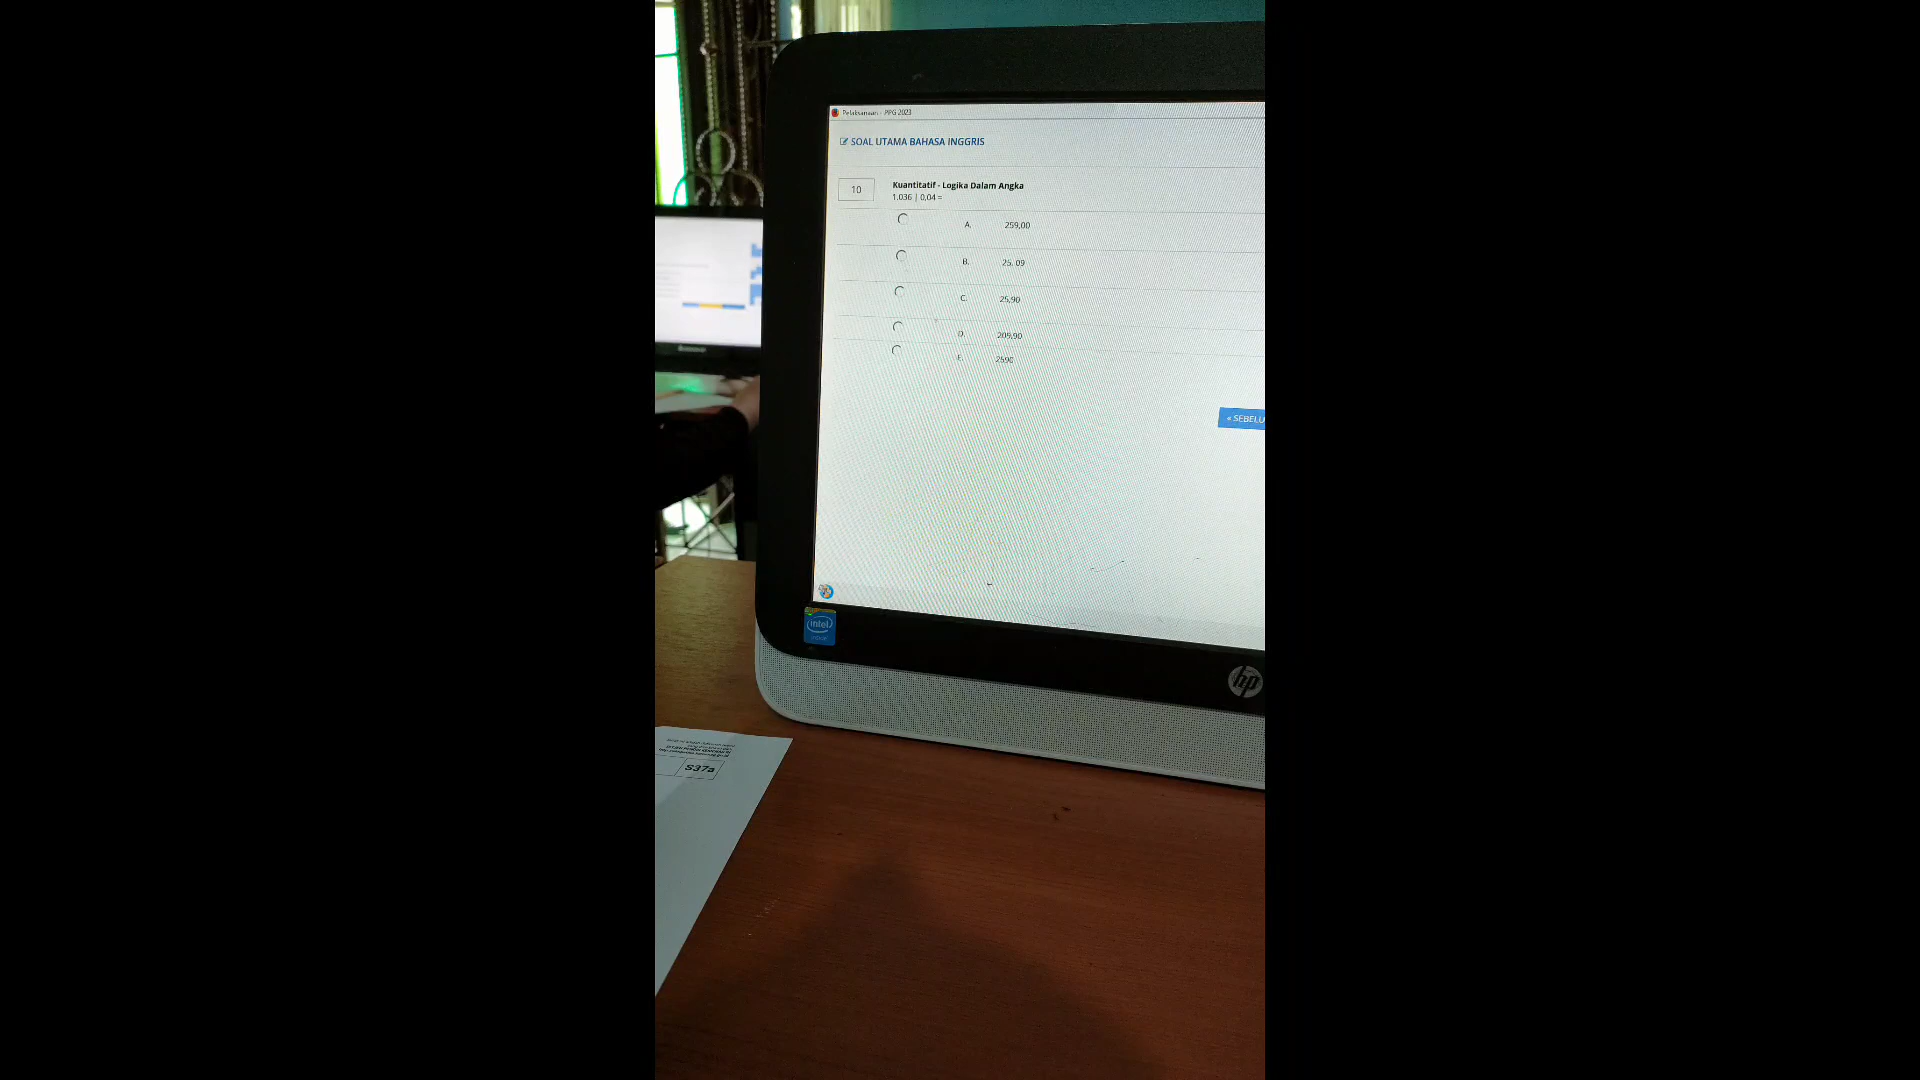 Pelaksanaan - PPG 2023
SOAL UTAMA BAHASA INGGRIS
10
Kuantitatif - Logika Dalam Angka
1.036 | 0,04 =
A. 259,00
B. 25. 09
C. 25,90
D. 209,90
E. 2590
« SEBELU
intel
hp
S37a